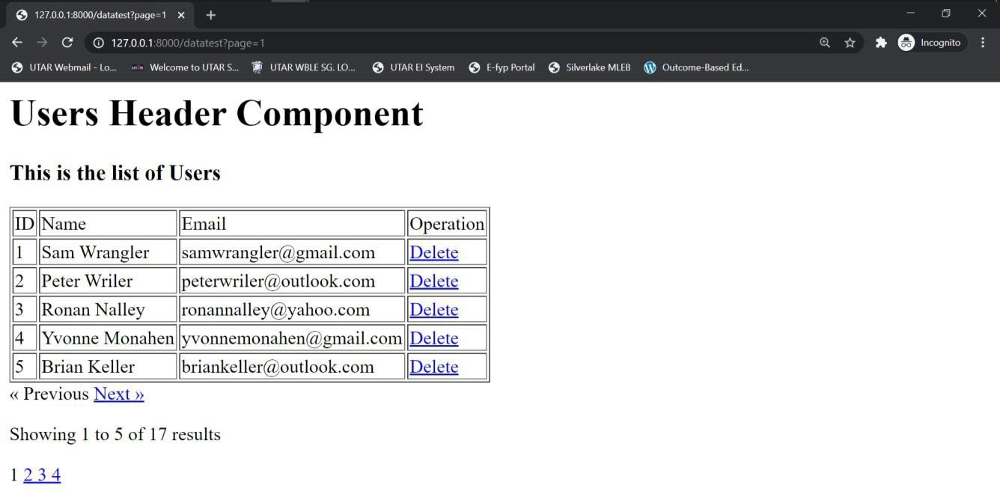 127.0.0.1:8000/datatest?page=1
127.0.0.1:8000/datatest?page=1 Incognito
UTAR Webmail - Lo... Welcome to UTAR S... UTAR WBLE SG. LO... UTAR EI System E-fyp Portal Silverlake MLEB Outcome-Based Ed...
Users Header Component
This is the list of Users
ID Name Email Operation
1 Sam Wrangler samwrangler@gmail.com Delete
2 Peter Wriler peterwriler@outlook.com Delete
3 Ronan Nalley ronannalley@yahoo.com Delete
4 Yvonne Monahen yvonnemonahen@gmail.com Delete
5 Brian Keller briankeller@outlook.com Delete
« Previous Next »
Showing 1 to 5 of 17 results
1 2 3 4